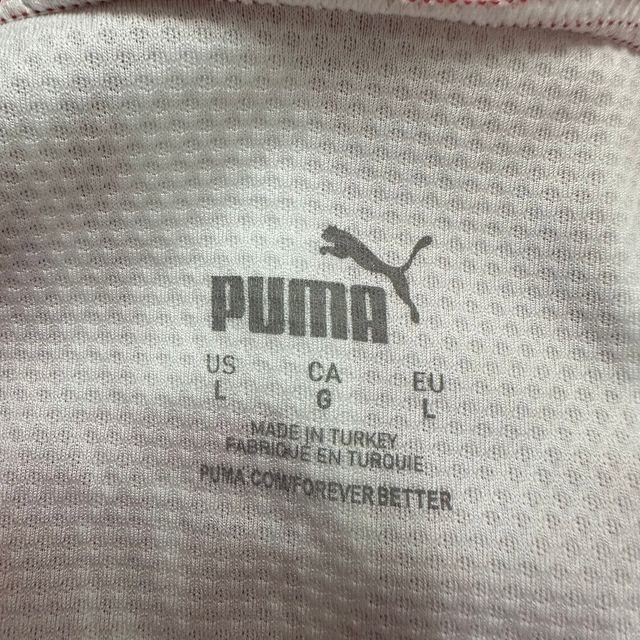 PUMA
US CA EU
L G L
MADE IN TURKEY
FABRIQUÉ EN TURQUIE
PUMA.COM/FOREVERBETTER